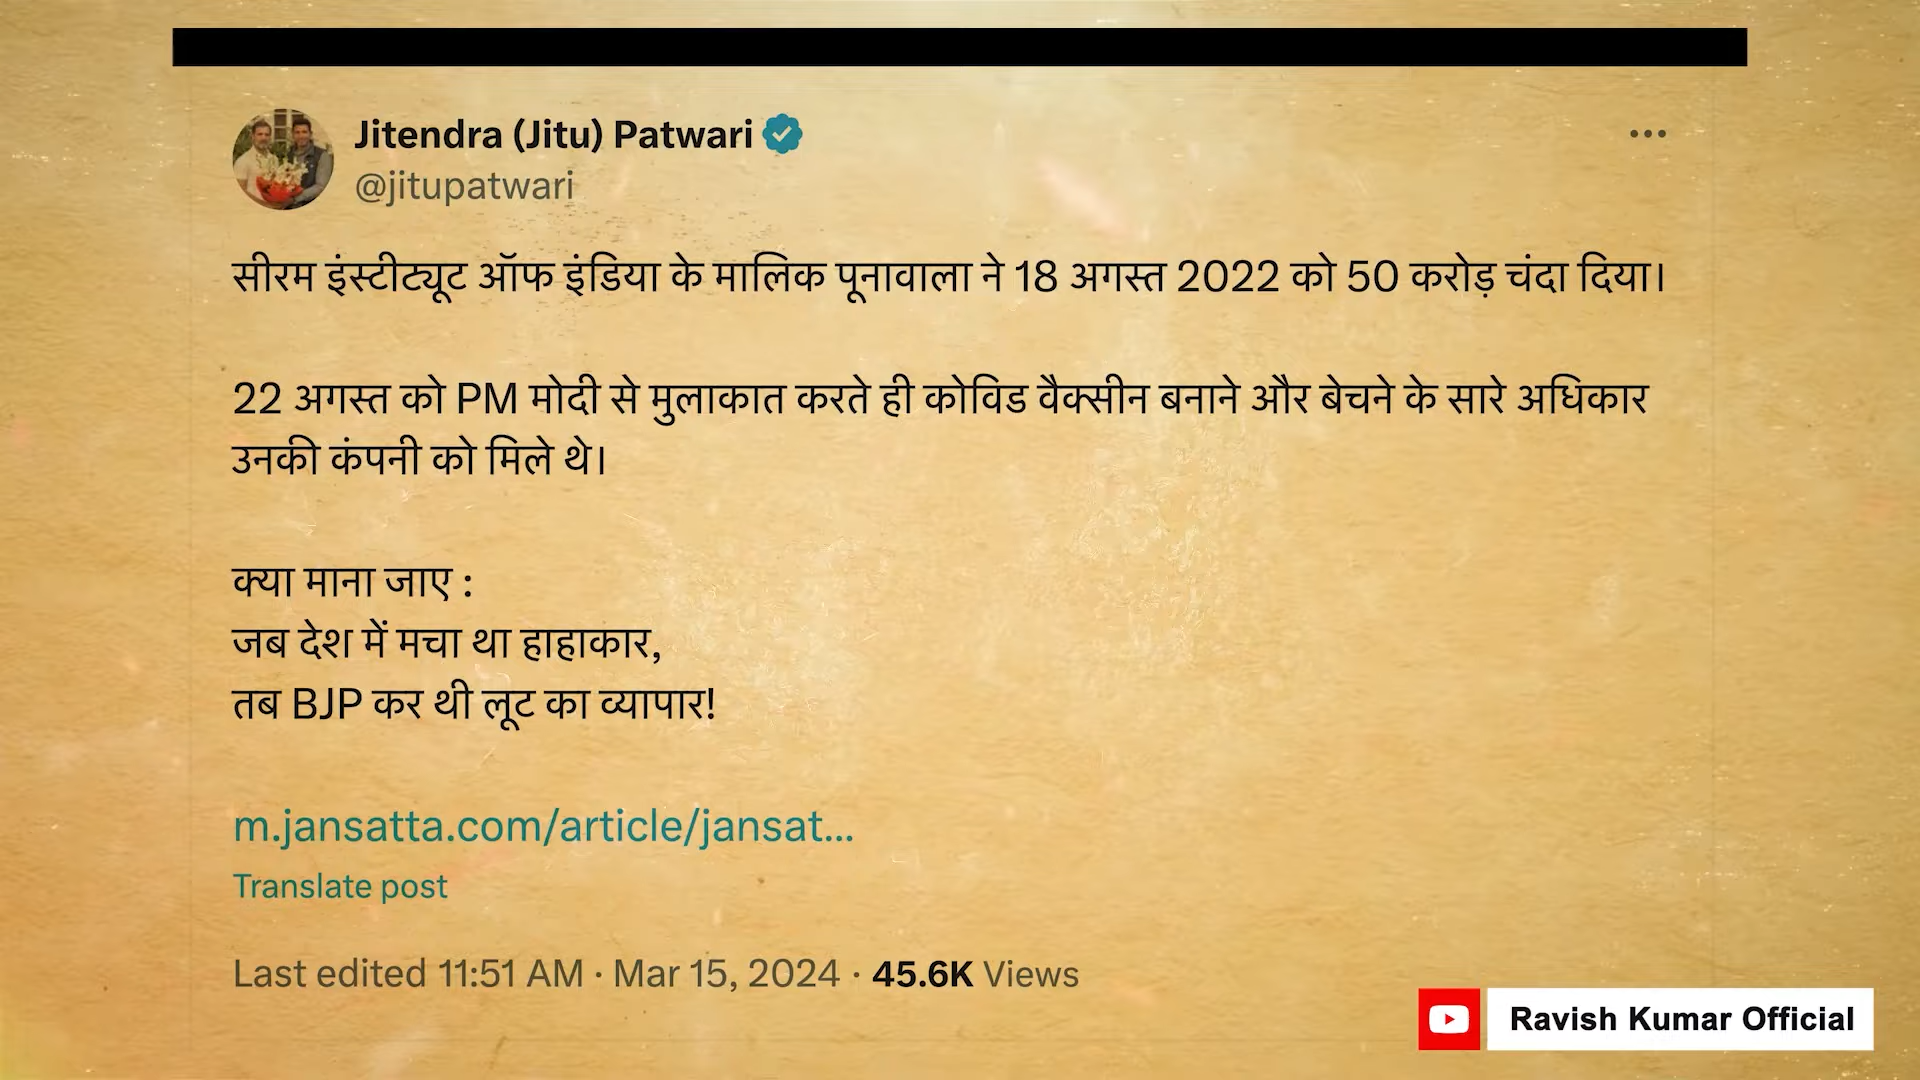 Jitendra (Jitu) Patwari
@jitupatwari
सीरम इंस्टीट्यूट ऑफ इंडिया के मालिक पूनावाला ने 18 अगस्त 2022 को 50 करोड़ चंदा दिया।
22 अगस्त को PM मोदी से मुलाकात करते ही कोविड वैक्सीन बनाने और बेचने के सारे अधिकार
उनकी कंपनी को मिले थे।
क्या माना जाए :
जब देश में मचा था हाहाकार,
तब BJP कर थी लूट का व्यापार!
m.jansatta.com/article/jansat...
Translate post
Last edited 11:51 AM · Mar 15, 2024 · 45.6K Views
Ravish Kumar Official